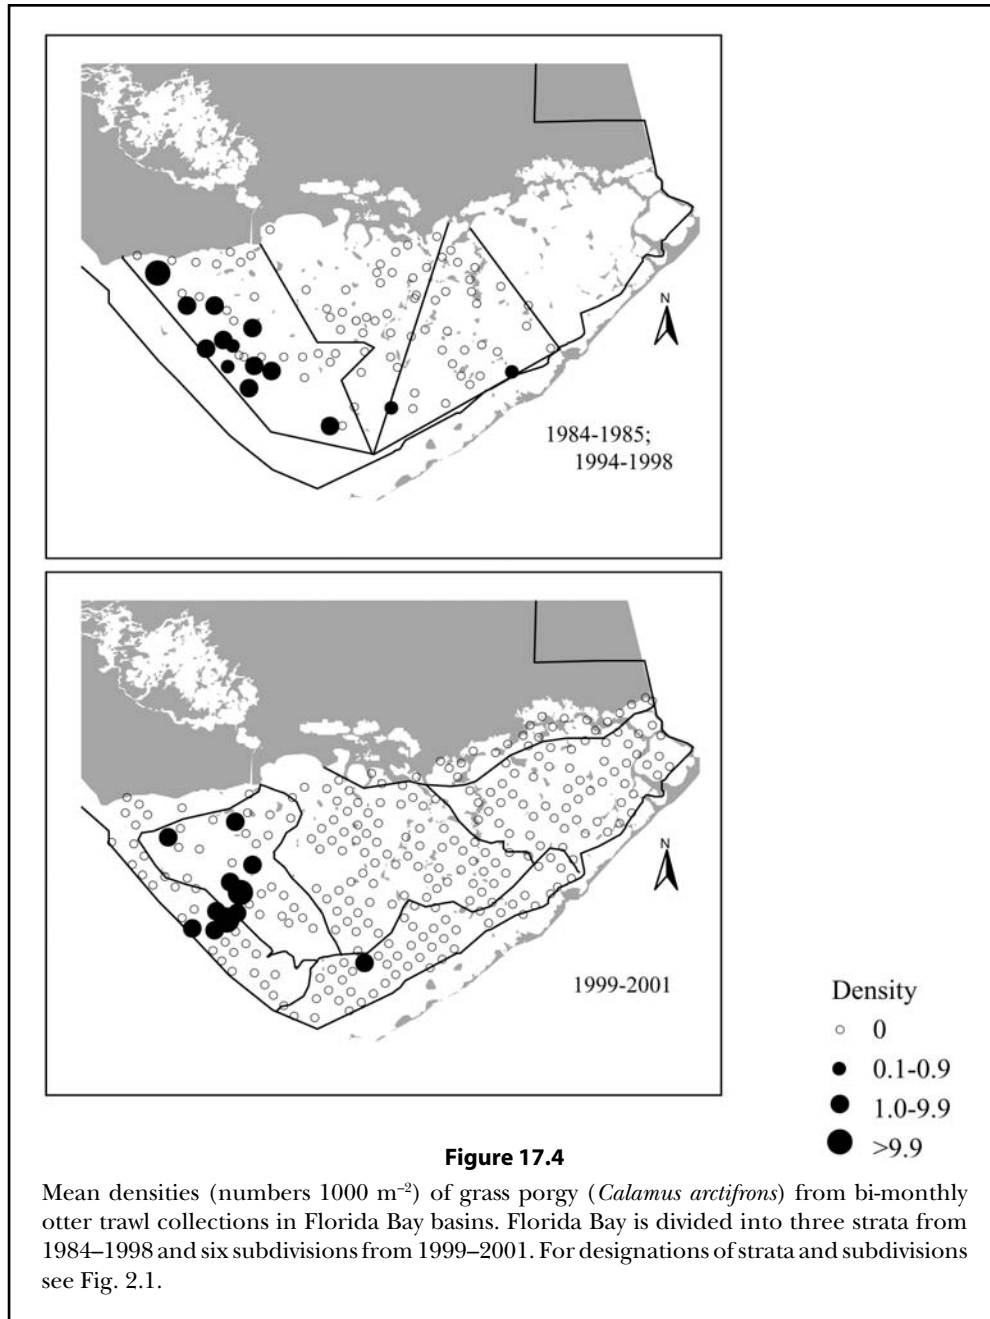 N
1984-1985;
1994-1998
N
1999-2001
Density
0
0.1-0.9
1.0-9.9
>9.9
Figure 17.4
Mean densities (numbers 1000 m⁻²) of grass porgy (Calamus arctifrons) from bi-monthly
otter trawl collections in Florida Bay basins. Florida Bay is divided into three strata from
1984–1998 and six subdivisions from 1999–2001. For designations of strata and subdivisions
see Fig. 2.1.